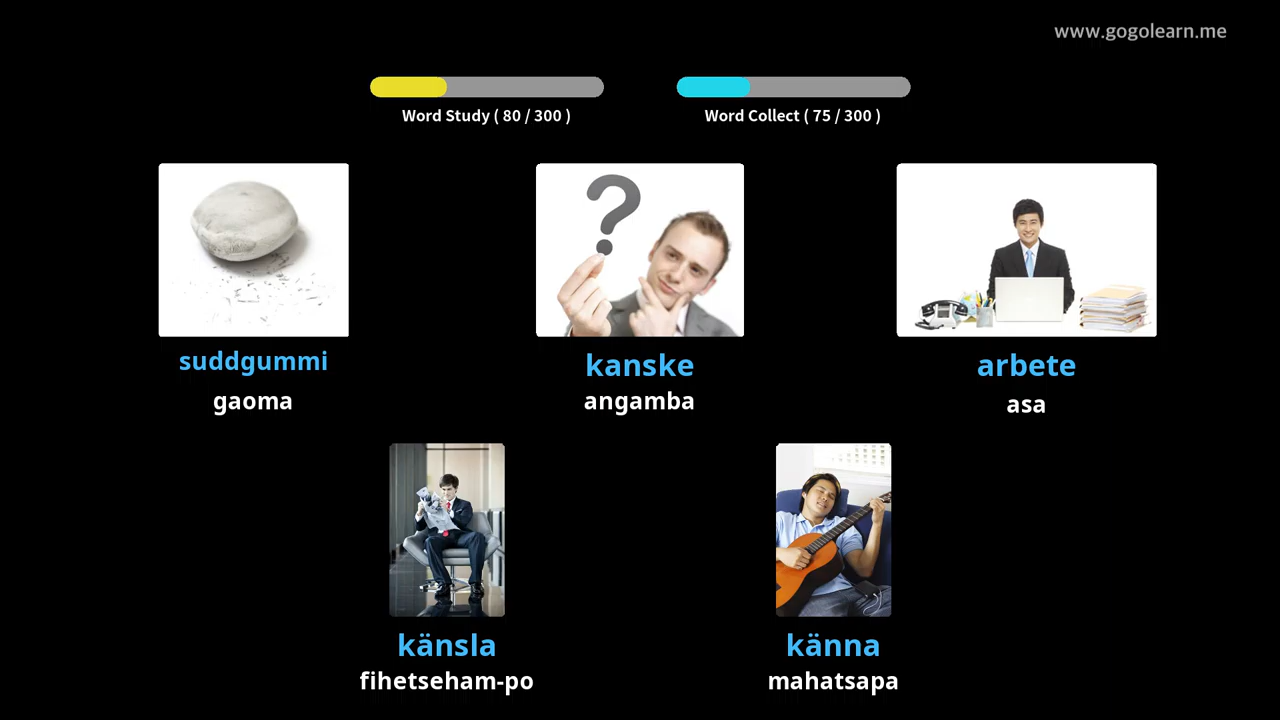 www.gogolearn.me
Word Study ( 80 / 300 )
Word Collect ( 75 / 300 )
suddgummi
gaoma
kanske
angamba
arbete
asa
känsla
fihetseham-po
känna
mahatsapa